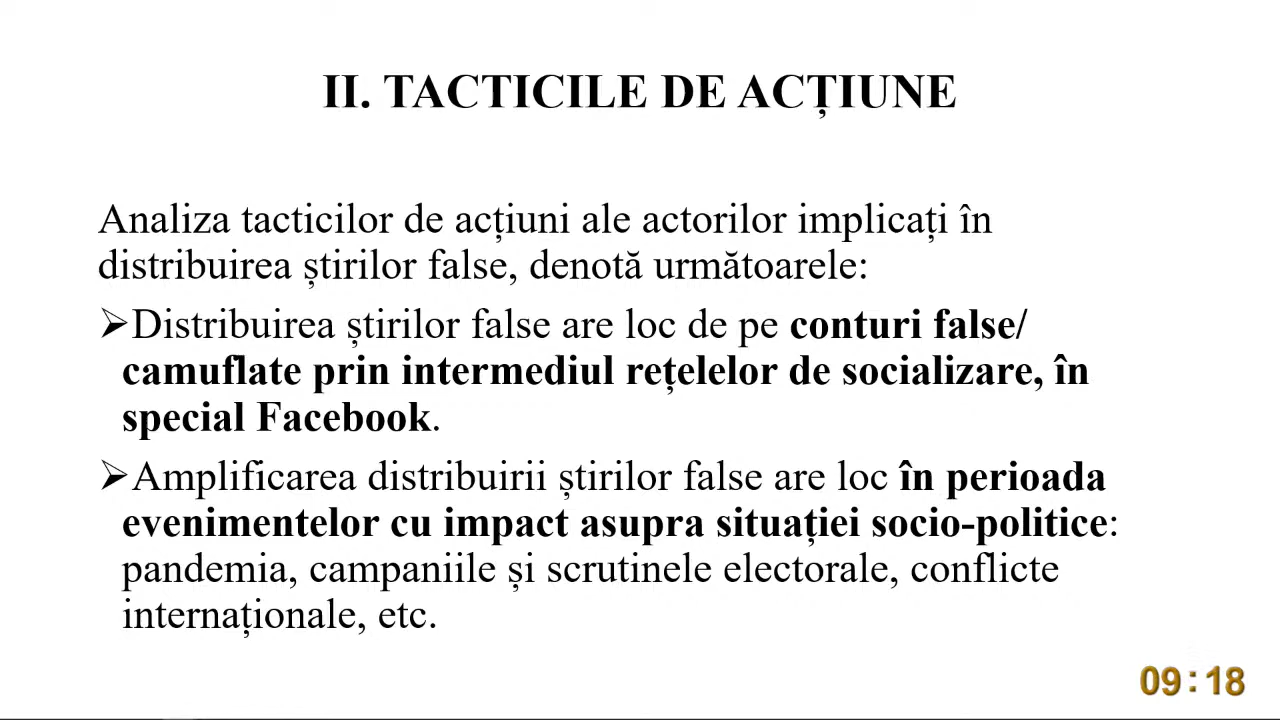 II. TACTICILE DE ACȚIUNE
Analiza tacticilor de acțiuni ale actorilor implicați în
distribuirea știrilor false, denotă următoarele:
➢Distribuirea știrilor false are loc de pe conturi false/
camuflate prin intermediul rețelelor de socializare, în
special Facebook.
➢Amplificarea distribuirii știrilor false are loc în perioada
evenimentelor cu impact asupra situației socio-politice:
pandemia, campaniile și scrutinele electorale, conflicte
internaționale, etc.
09:18